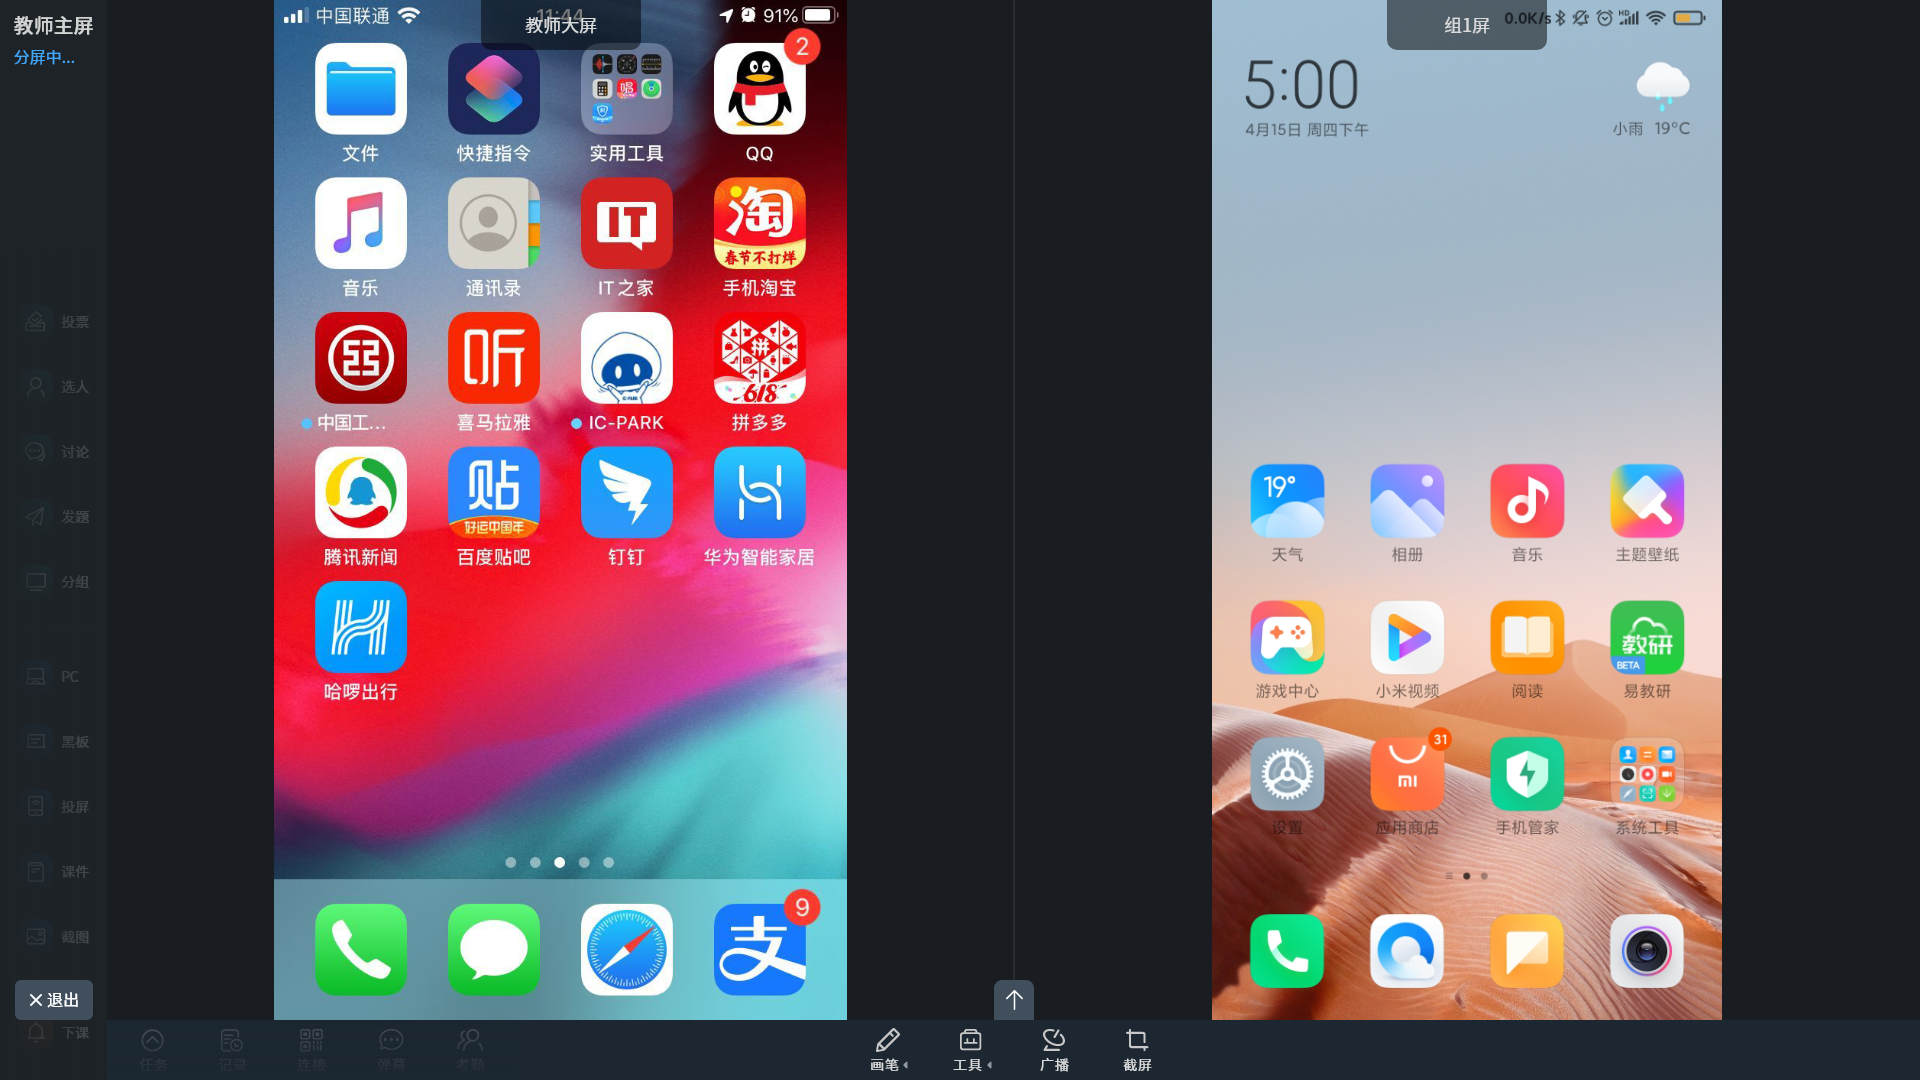 教师主屏
分屏中...
投票
选人
讨论
发题
分组
PC
黑板
投屏
课件
截图
退出
下课
中国联通
11:44
91%
教师大屏
2
文件
快捷指令
实用工具
QQ
音乐
通讯录
IT
IT之家
淘
春节不打烊
手机淘宝
中国工...
听
喜马拉雅
IC-PARK
IC-PARK
拼
618
拼多多
腾讯新闻
贴
好运中国年
百度贴吧
钉钉
华为智能家居
哈啰出行
支
9
组1屏
0.0K/s
HD
5:00
4月15日 周四下午
小雨 19°C
19°
天气
相册
音乐
主题壁纸
游戏中心
小米视频
阅读
教研
BETA
易教研
设置
31
mi
应用商店
手机管家
系统工具
任务
记录
连接
弹幕
考勤
画笔
工具
广播
截屏